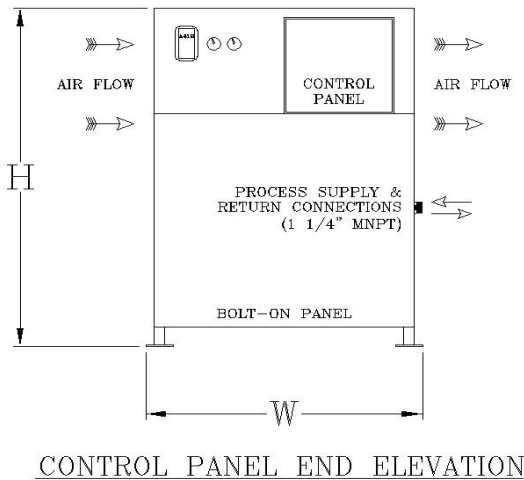 AIR FLOW
CONTROL
PANEL
AIR FLOW
H
PROCESS SUPPLY &
RETURN CONNECTIONS
(1 1/4" MNPT)
BOLT-ON PANEL
W
CONTROL PANEL END ELEVATION